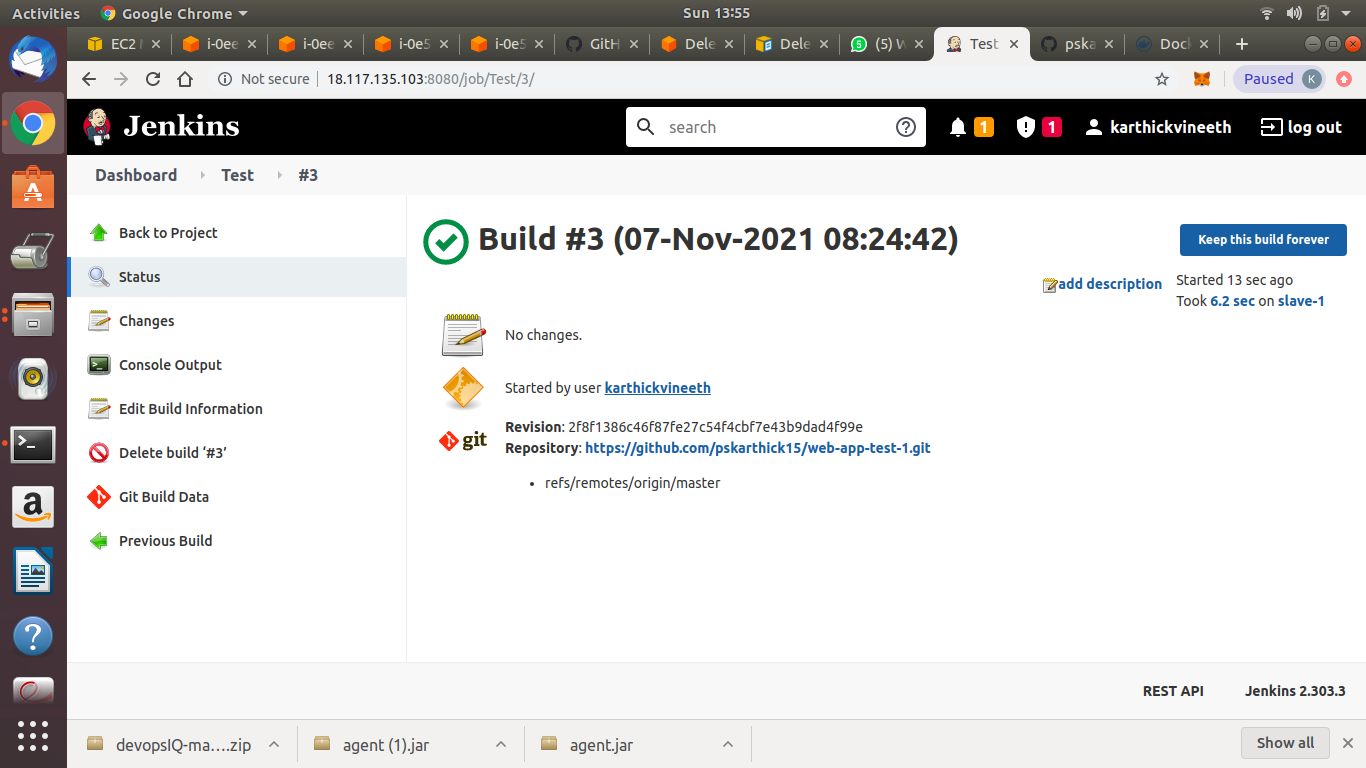 Activities Google Chrome Sun 13:55
EC2 M i-0ee i-0ee i-0e5 i-0e5 GitH Dele Dele (5) W Test pska Dock
Not secure 18.117.135.103:8080/job/Test/3/ Paused K
Jenkins search 1 1 karthickvineeth log out
Dashboard Test #3
Back to Project
Status
Changes
Console Output
Edit Build Information
Delete build ‘#3’
Git Build Data
Previous Build
Build #3 (07-Nov-2021 08:24:42)
Keep this build forever
add description
Started 13 sec ago
Took 6.2 sec on slave-1
No changes.
Started by user karthickvineeth
git
Revision: 2f8f1386c46f87fe27c54f4cbf7e43b9dad4f99e
Repository: https://github.com/pskarthick15/web-app-test-1.git
• refs/remotes/origin/master
REST API Jenkins 2.303.3
devopsIQ-ma....zip agent (1).jar agent.jar Show all